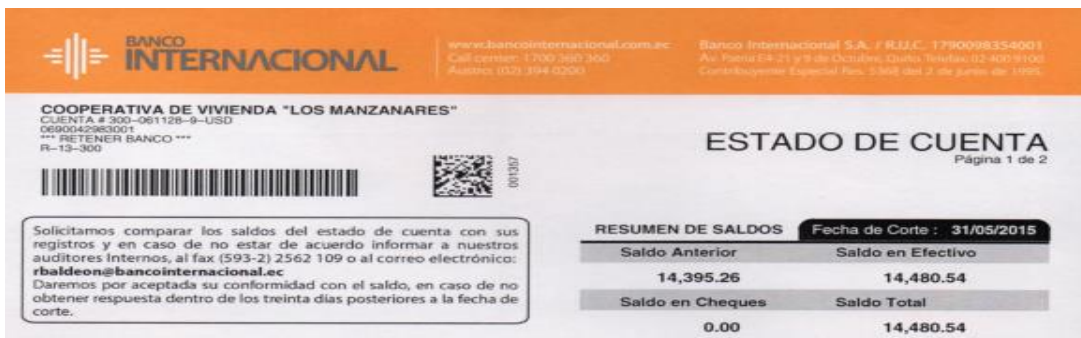 BANCO
INTERNACIONAL
www.bancointernacional.com.ec
Call center: 1700 360 360
Austro: (02) 394 0200
Banco Internacional S.A. / R.U.C. 1790098354001
Av. Patria E4-21 y 9 de Octubre, Quito Telefax: 02-400 9100
Contribuyente Especial Res. 5368 del 2 de junio de 1995.
COOPERATIVA DE VIVIENDA "LOS MANZANARES"
CUENTA # 300-061128-9-USD
0690042983001
*** RETENER BANCO ***
R-13-300
001357
ESTADO DE CUENTA
Página 1 de 2
Solicitamos comparar los saldos del estado de cuenta con sus
registros y en caso de no estar de acuerdo informar a nuestros
auditores Internos, al fax (593-2) 2562 109 o al correo electrónico:
rbaldeon@bancointernacional.ec
Daremos por aceptada su conformidad con el saldo, en caso de no
obtener respuesta dentro de los treinta días posteriores a la fecha de
corte.
RESUMEN DE SALDOS Fecha de Corte : 31/05/2015
Saldo Anterior Saldo en Efectivo
14,395.26 14,480.54
Saldo en Cheques Saldo Total
0.00 14,480.54